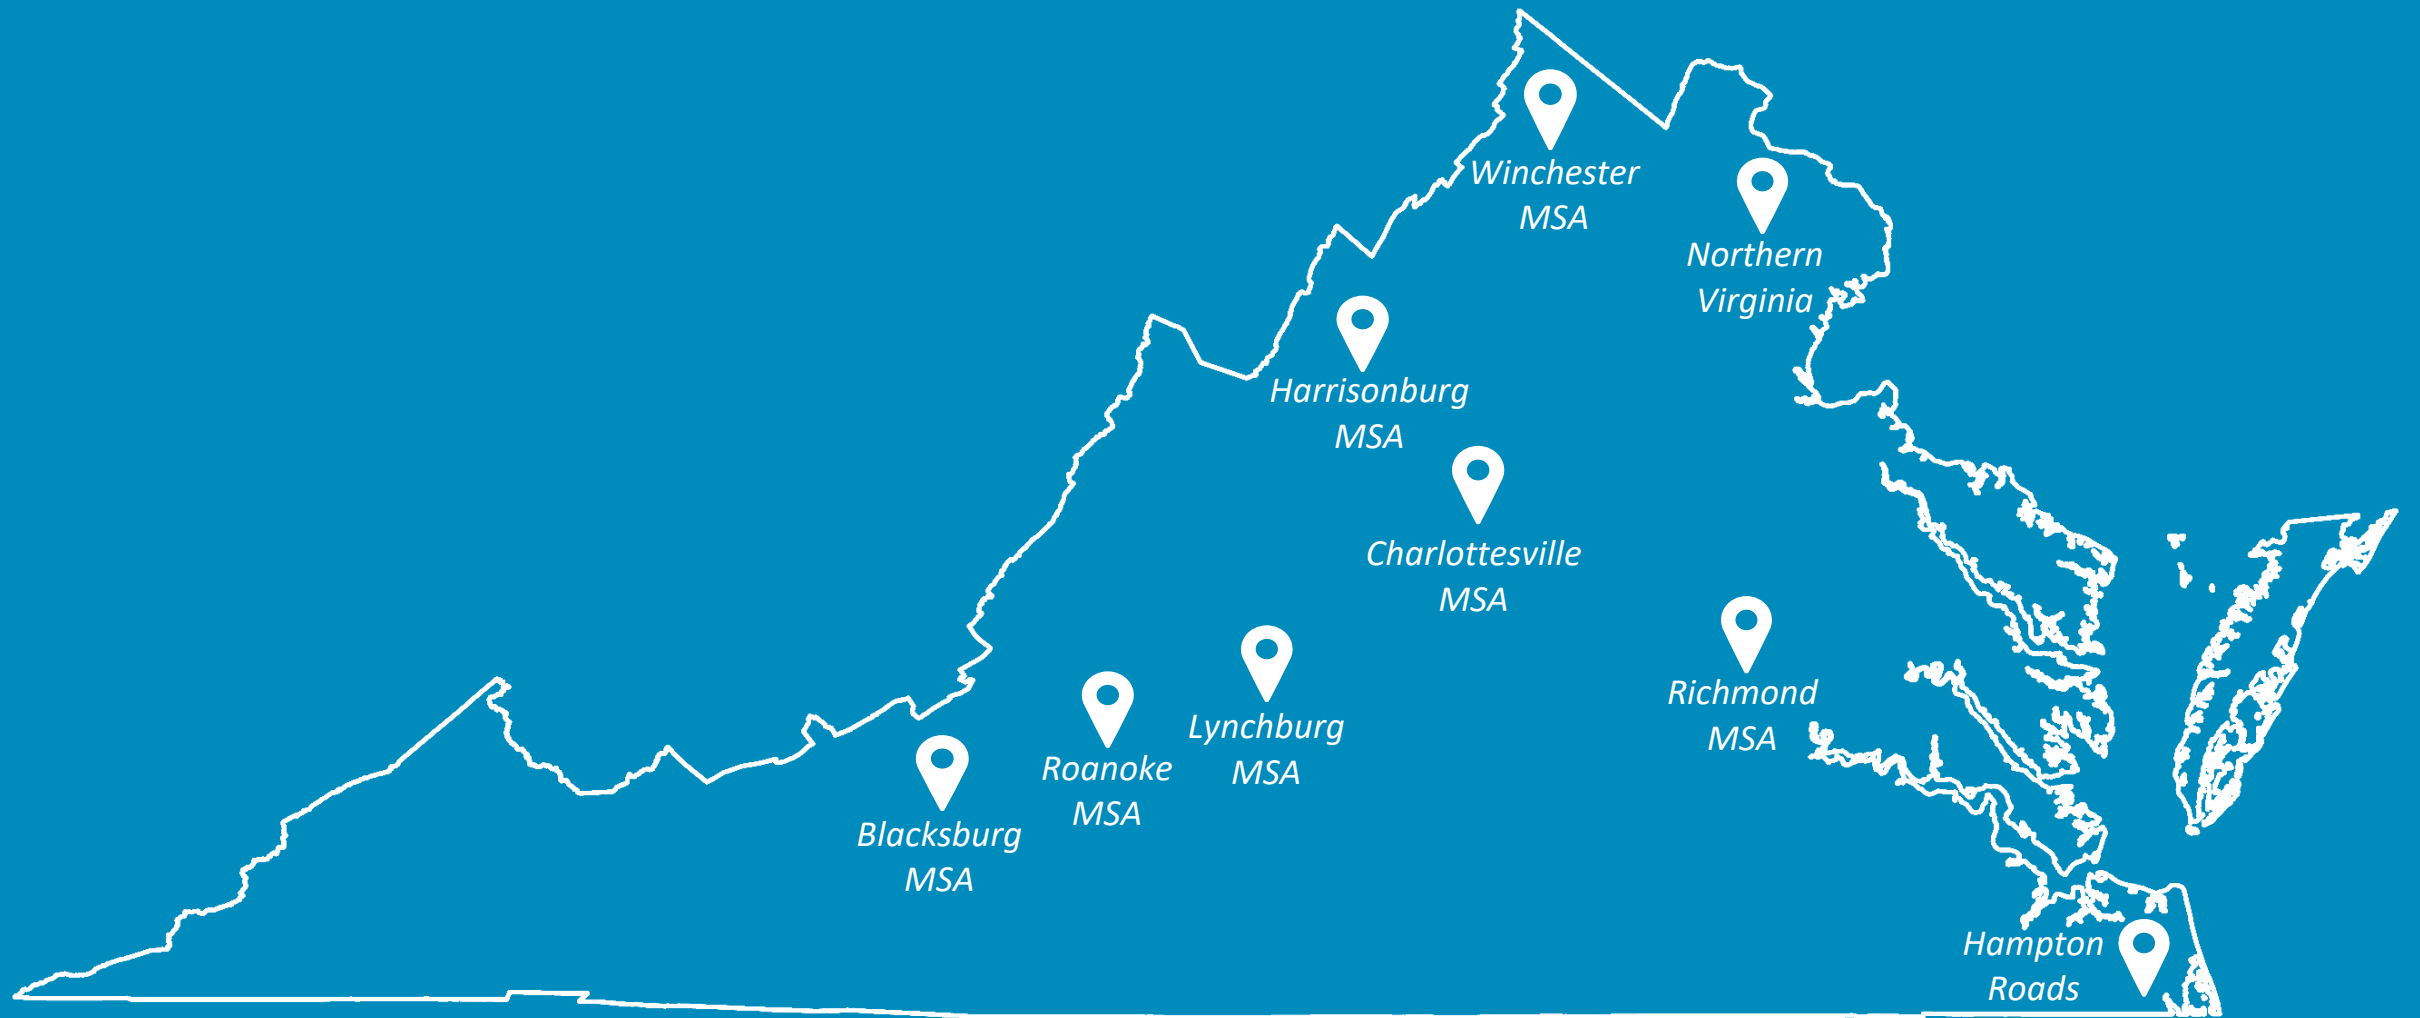 Winchester
MSA
Northern
Virginia
Harrisonburg
MSA
Charlottesville
MSA
Richmond
MSA
Lynchburg
MSA
Roanoke
MSA
Blacksburg
MSA
Hampton
Roads